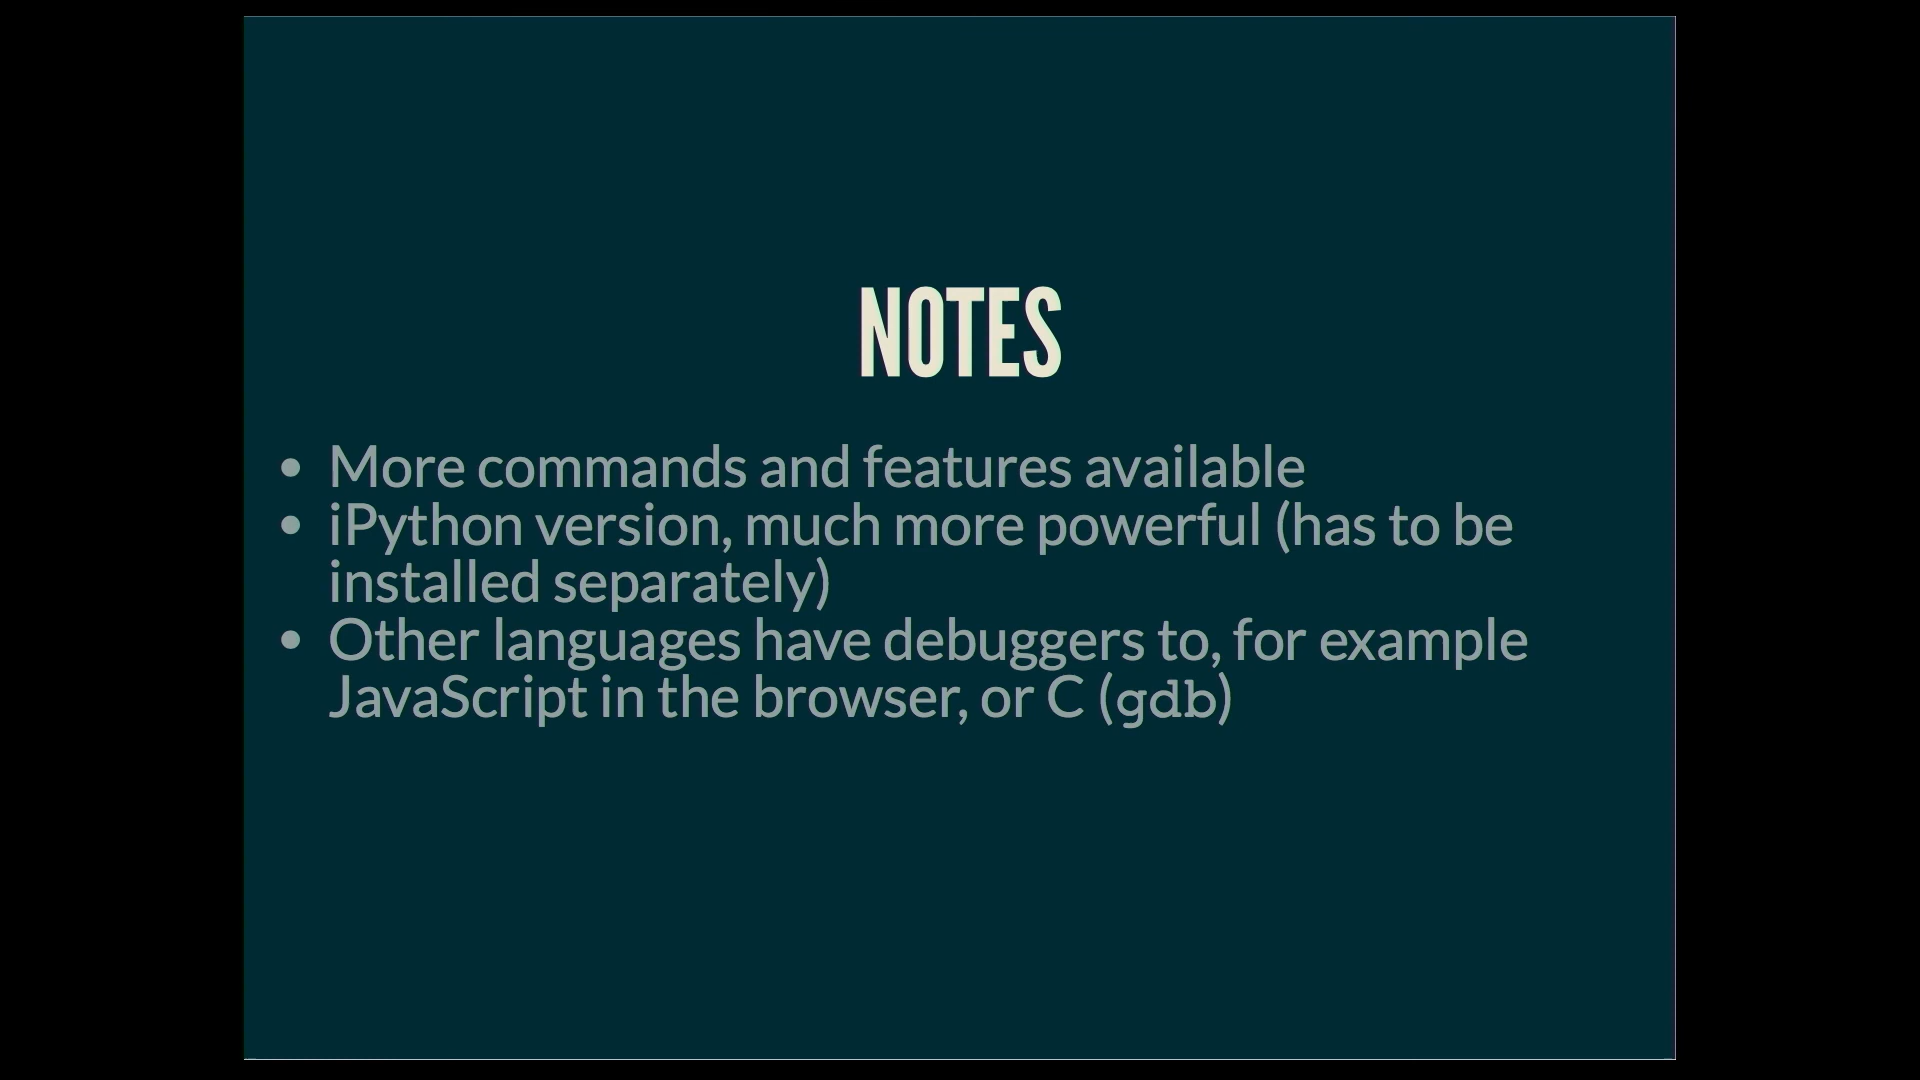 NOTES
• More commands and features available
• iPython version, much more powerful (has to be
installed separately)
• Other languages have debuggers to, for example
JavaScript in the browser, or C (gdb)